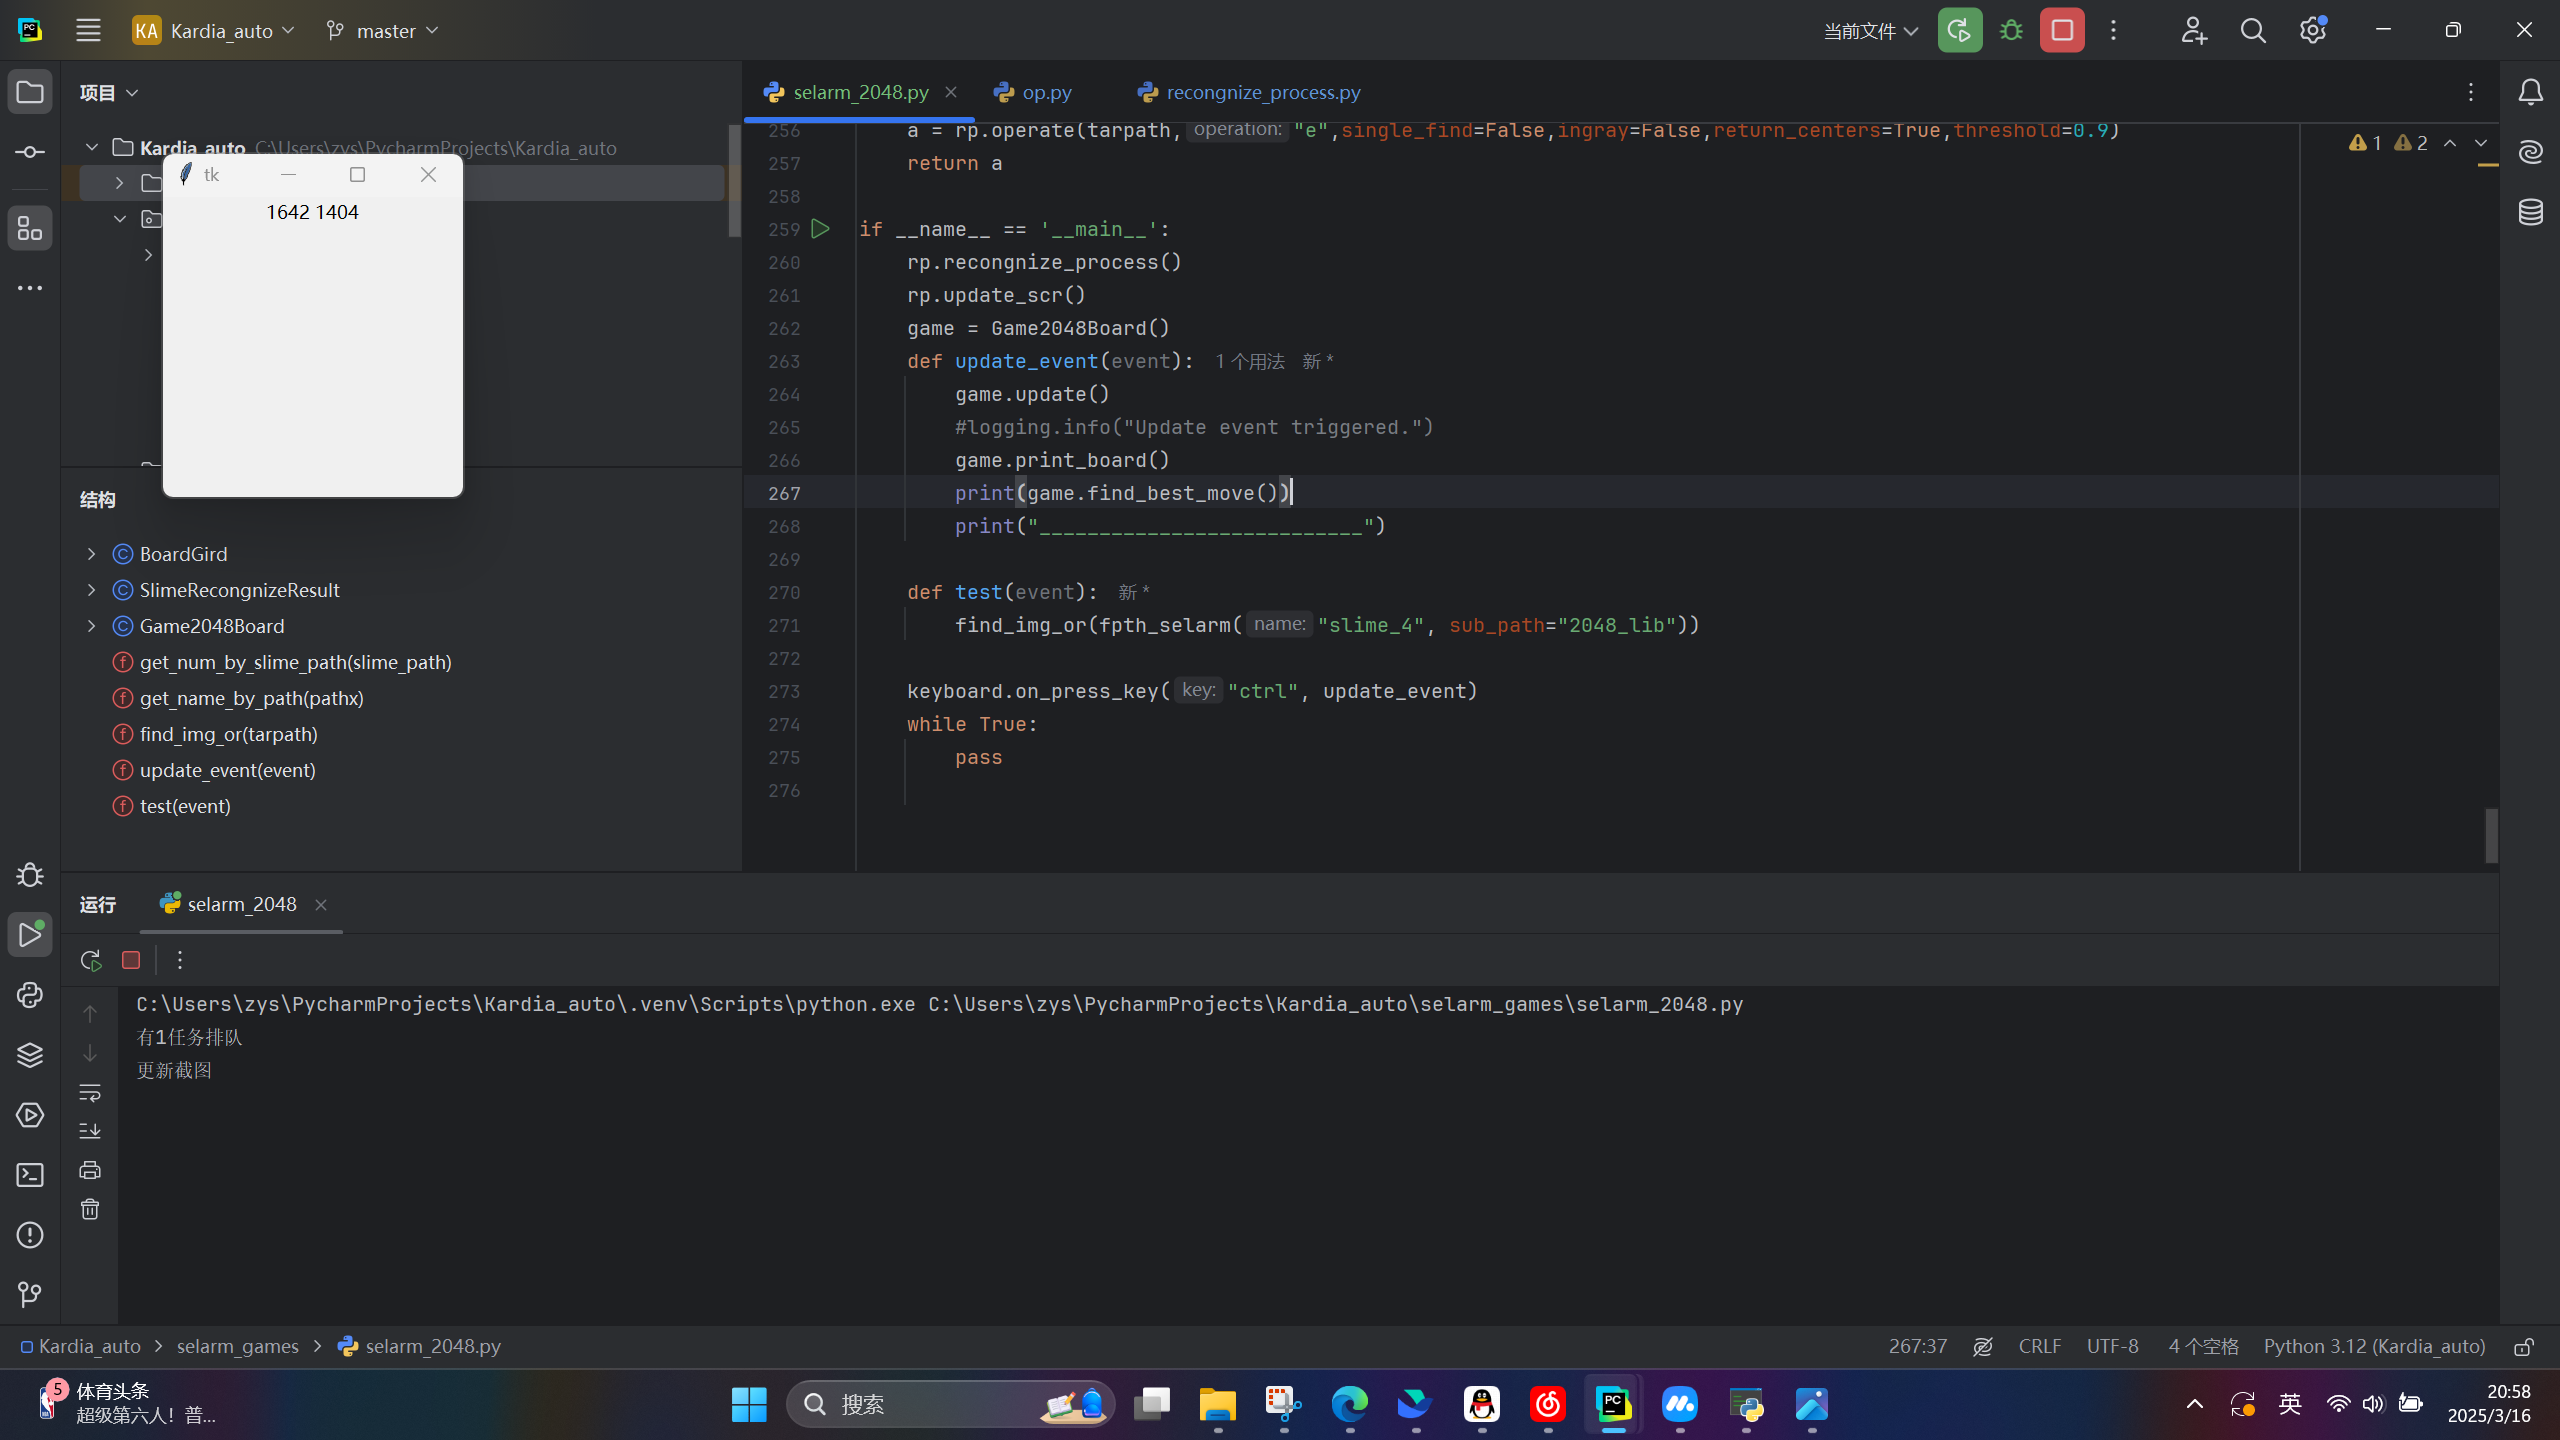 KA Kardia_auto master 当前文件
项目
Kardia_auto C:\Users\zys\PycharmProjects\Kardia_auto
tk
1642 1404
结构
BoardGird
SlimeRecongnizeResult
Game2048Board
get_num_by_slime_path(slime_path)
get_name_by_path(pathx)
find_img_or(tarpath)
update_event(event)
test(event)
selarm_2048.py op.py recongnize_process.py
1 2
256 a = rp.operate(tarpath, operation: "e",single_find=False,ingray=False,return_centers=True,threshold=0.9)
257 return a
258
259 if __name__ == '__main__':
260 rp.recongnize_process()
261 rp.update_scr()
262 game = Game2048Board()
263 def update_event(event): 1 个用法 新 *
264 game.update()
265 #logging.info("Update event triggered.")
266 game.print_board()
267 print(game.find_best_move())
268 print("___________________________")
269
270 def test(event): 新 *
271 find_img_or(fpth_selarm( name: "slime_4", sub_path="2048_lib"))
272
273 keyboard.on_press_key( key: "ctrl", update_event)
274 while True:
275 pass
276
运行 selarm_2048
C:\Users\zys\PycharmProjects\Kardia_auto\.venv\Scripts\python.exe C:\Users\zys\PycharmProjects\Kardia_auto\selarm_games\selarm_2048.py
有1任务排队
更新截图
Kardia_auto > selarm_games > selarm_2048.py 267:37 CRLF UTF-8 4 个空格 Python 3.12 (Kardia_auto)
5 体育头条
超级第六人！普...
搜索
英
20:58
2025/3/16